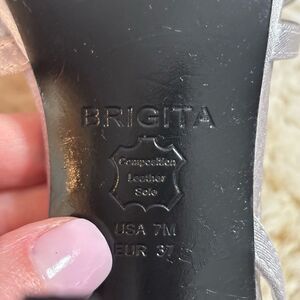 BRIGITA
Composition
Leather
Sole
USA 7M
EUR 37